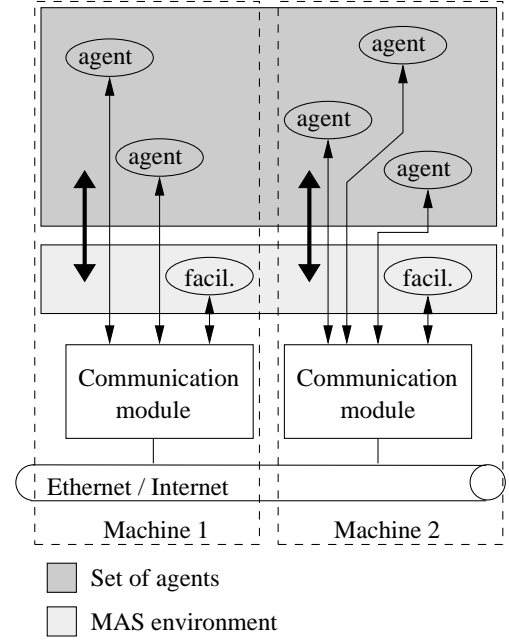 agent
agent
agent
agent
agent
facil.
facil.
Communication
module
Communication
module
Ethernet / Internet
Machine 1
Machine 2
Set of agents
MAS environment